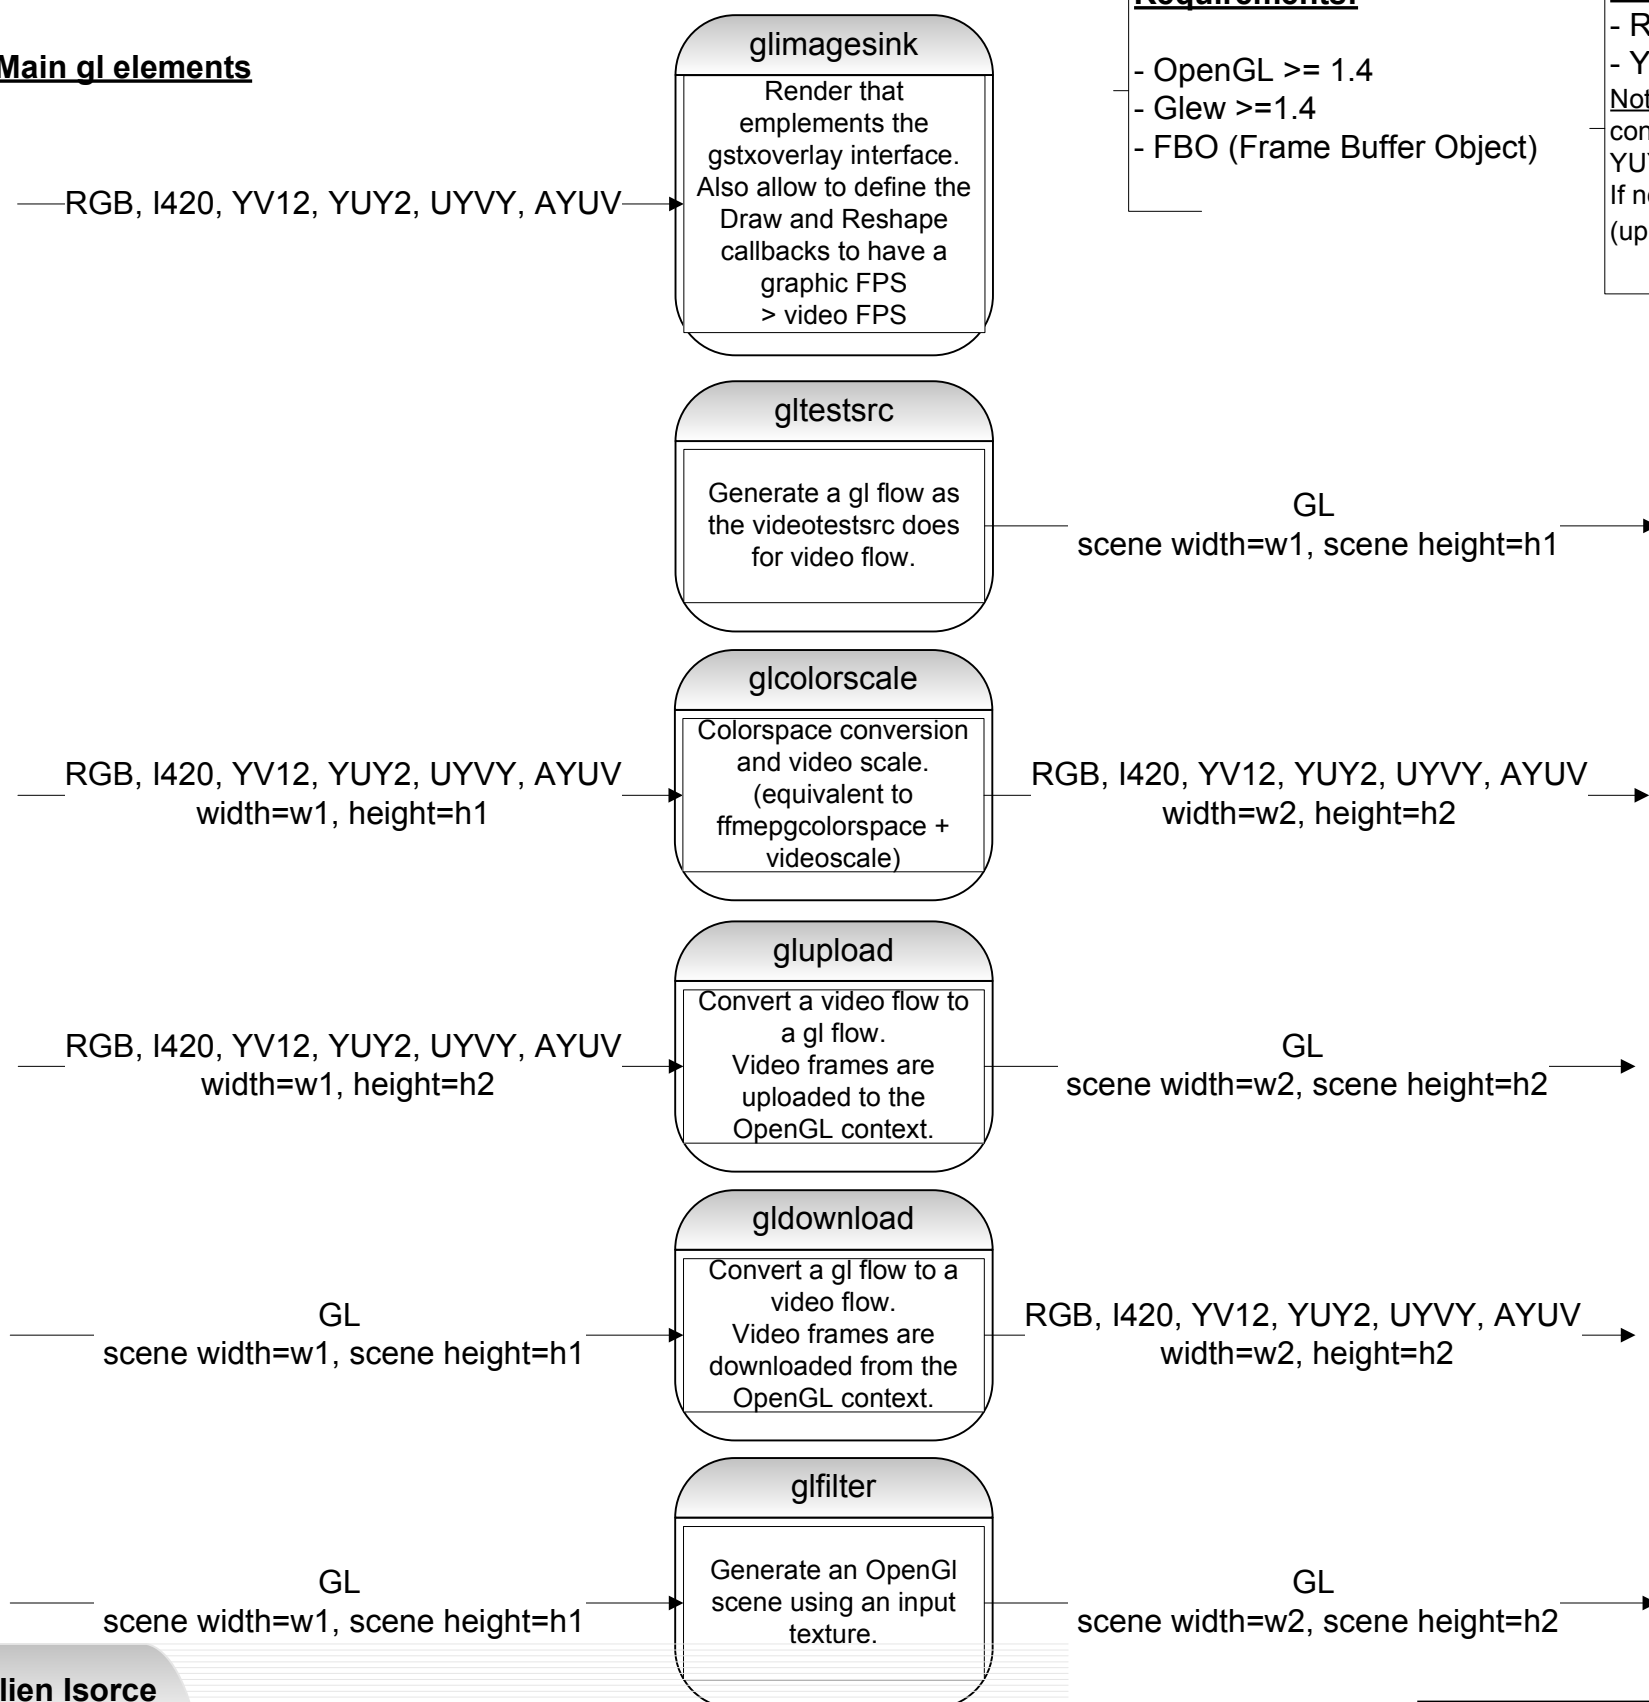 Main gl elements
Requirements:
- OpenGL >= 1.4
- Glew >=1.4
- FBO (Frame Buffer Object)
- R
- Y
If
(up
glimagesink
Render that
emplements the
gstxoverlay interface.
Also allow to define the
Draw and Reshape
callbacks to have a
graphic FPS
> video FPS
RGB, I420, YV12, YUY2, UYVY, AYUV
gltestsrc
Generate a gl flow as
the videotestsrc does
for video flow.
GL
scene width=w1, scene height=h1
RGB, I420, YV12, YUY2, UYVY, AYUV
width=w1, height=h1
glcolorscale
Colorspace conversion
and video scale.
(equivalent to
ffmepgcolorspace +
videoscale)
RGB, I420, YV12, YUY2, UYVY, AYUV
width=w2, height=h2
RGB, I420, YV12, YUY2, UYVY, AYUV
width=w1, height=h2
glupload
Convert a video flow to
a gl flow.
Video frames are
uploaded to the
OpenGL context.
GL
scene width=w2, scene height=h2
GL
scene width=w1, scene height=h1
gldownload
Convert a gl flow to a
video flow.
Video frames are
downloaded from the
OpenGL context.
RGB, I420, YV12, YUY2, UYVY, AYUV
width=w2, height=h2
GL
scene width=w1, scene height=h1
glfilter
Generate an OpenGl
scene using an input
texture.
GL
scene width=w2, scene height=h2
lien Isorce